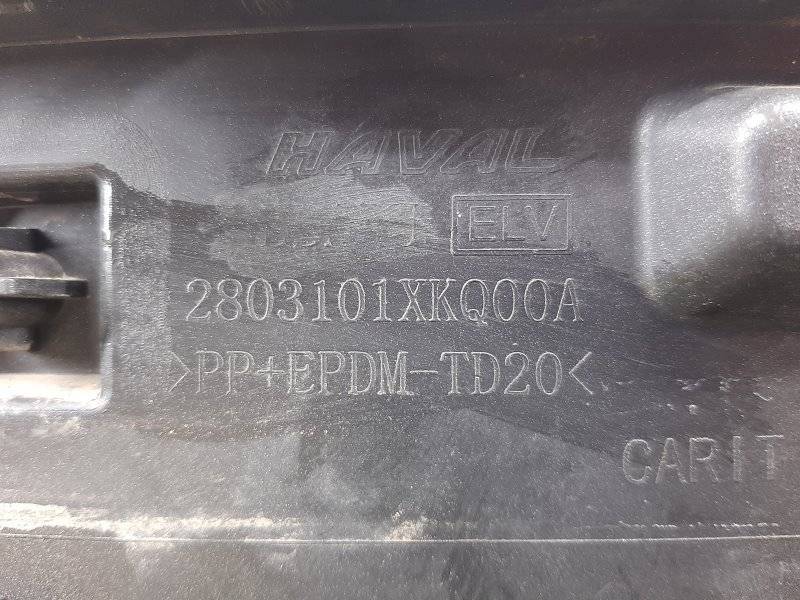 HAVAL
ELV
2803101XKQ00A
>PP+EPDM-TD20<
CARIT